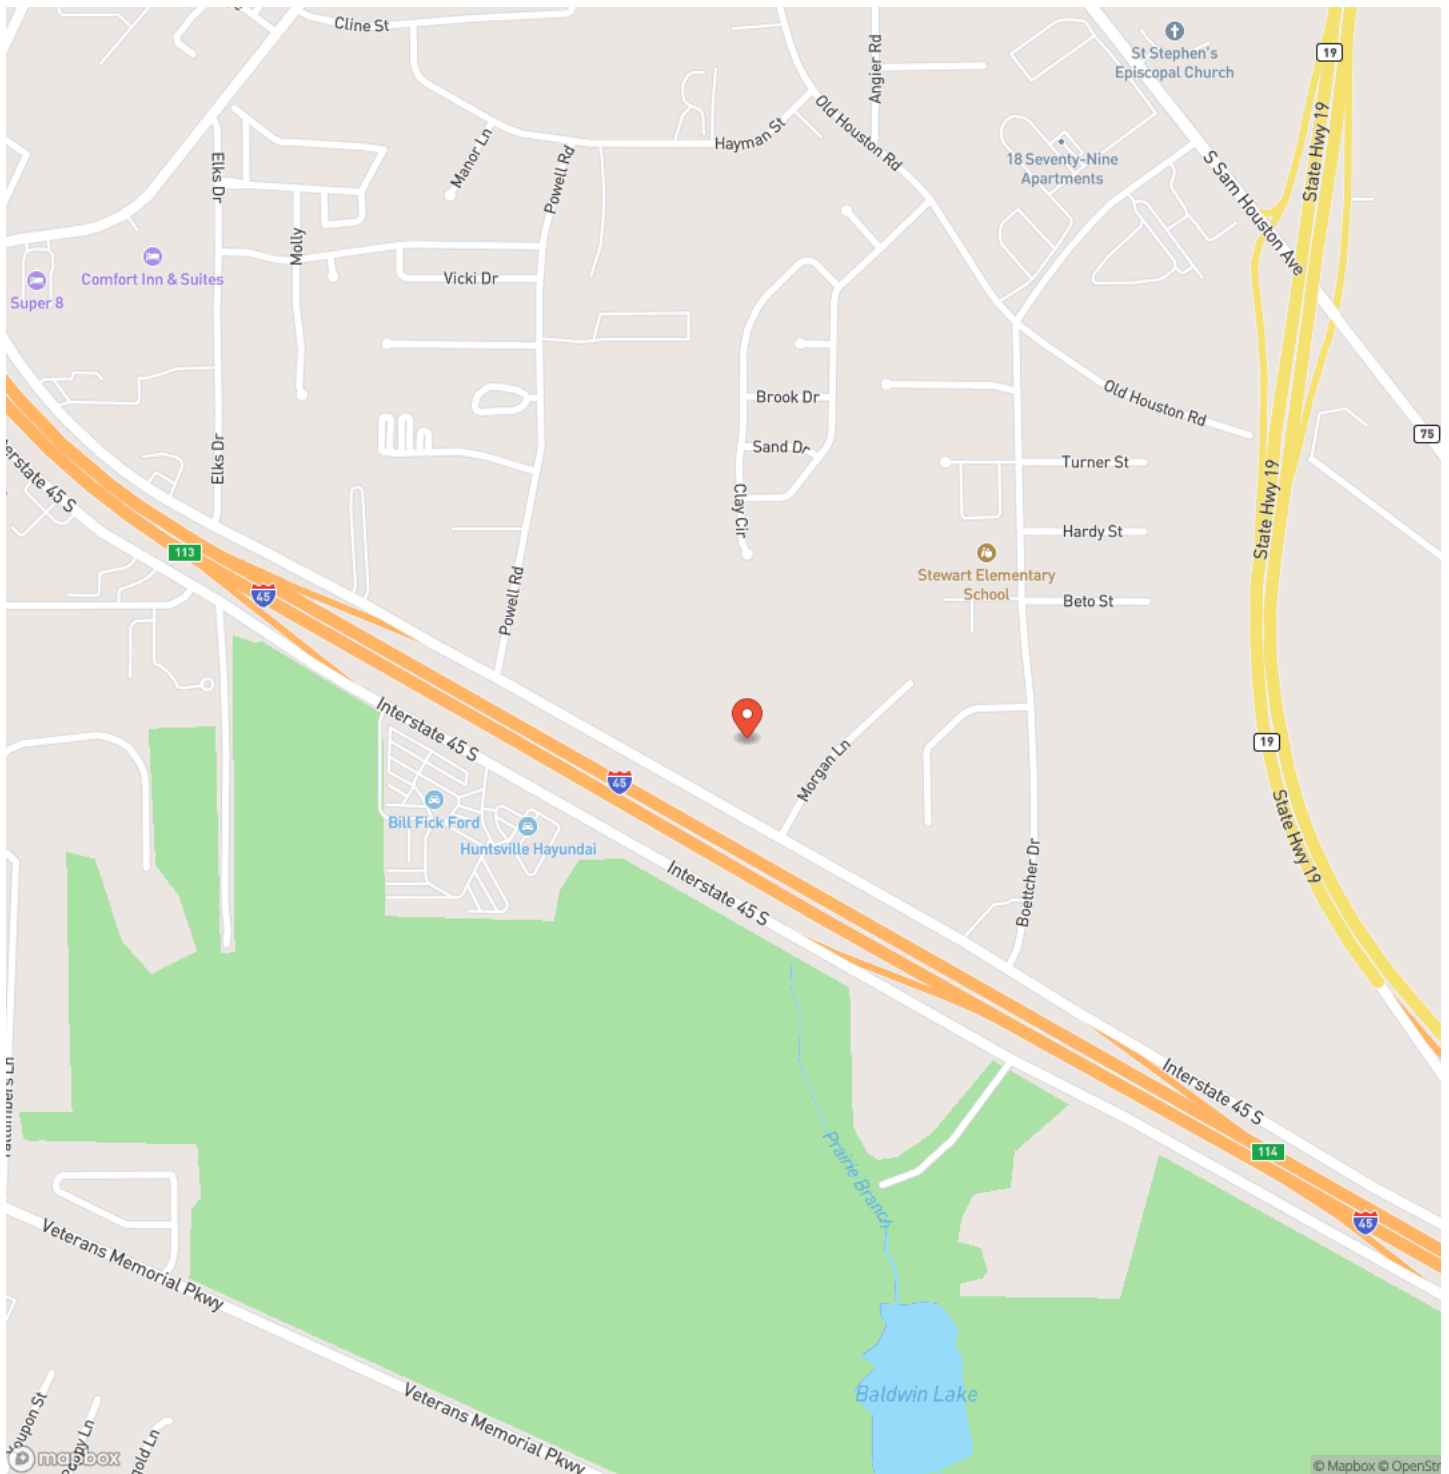 Cline St
St Stephen's
Episcopal Church
19
Angier Rd
Old Houston Rd
State Hwy 19
Hayman St
Manor Ln
18 Seventy-Nine
Apartments
S Sam Houston Ave
Elks Dr
Powell Rd
Molly
Comfort Inn & Suites
Vicki Dr
Super 8
Brook Dr
Old Houston Rd
75
Sand Dr
Turner St
Elks Dr
Interstate 45 S
Clay Cir
State Hwy 19
Hardy St
113
Stewart Elementary
School
45
Powell Rd
Beto St
Interstate 45 S
19
Morgan Ln
45
Bill Fick Ford
Huntsville Hayundai
State Hwy 19
Interstate 45 S
Boettcher Dr
Interstate 45 S
114
Prairie Branch
45
Veterans Memorial Pkwy
Baldwin Lake
Veterans Memorial Pkwy
mapbox
© Mapbox © OpenStr